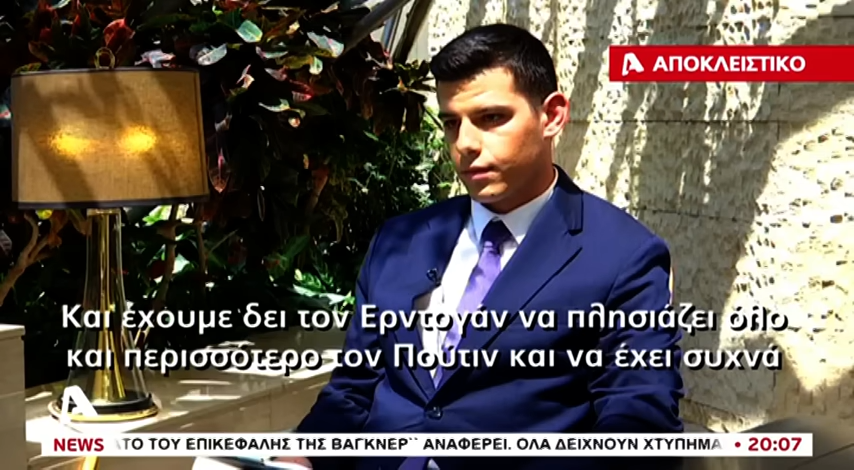 ΑΠΟΚΛΕΙΣΤΙΚΟ
Και έχουμε δει τον Ερντογάν να πλησιάζει όλο
και περισσότερο τον Πούτιν και να έχει συχνά
NEWS ΑΤΟ ΤΟΥ ΕΠΙΚΕΦΑΛΗΣ ΤΗΣ ΒΑΓΚΝΕΡ¨ ΑΝΑΦΕΡΕΙ. ΟΛΑ ΔΕΙΧΝΟΥΝ ΧΤΥΠΗΜΑ • 20:07